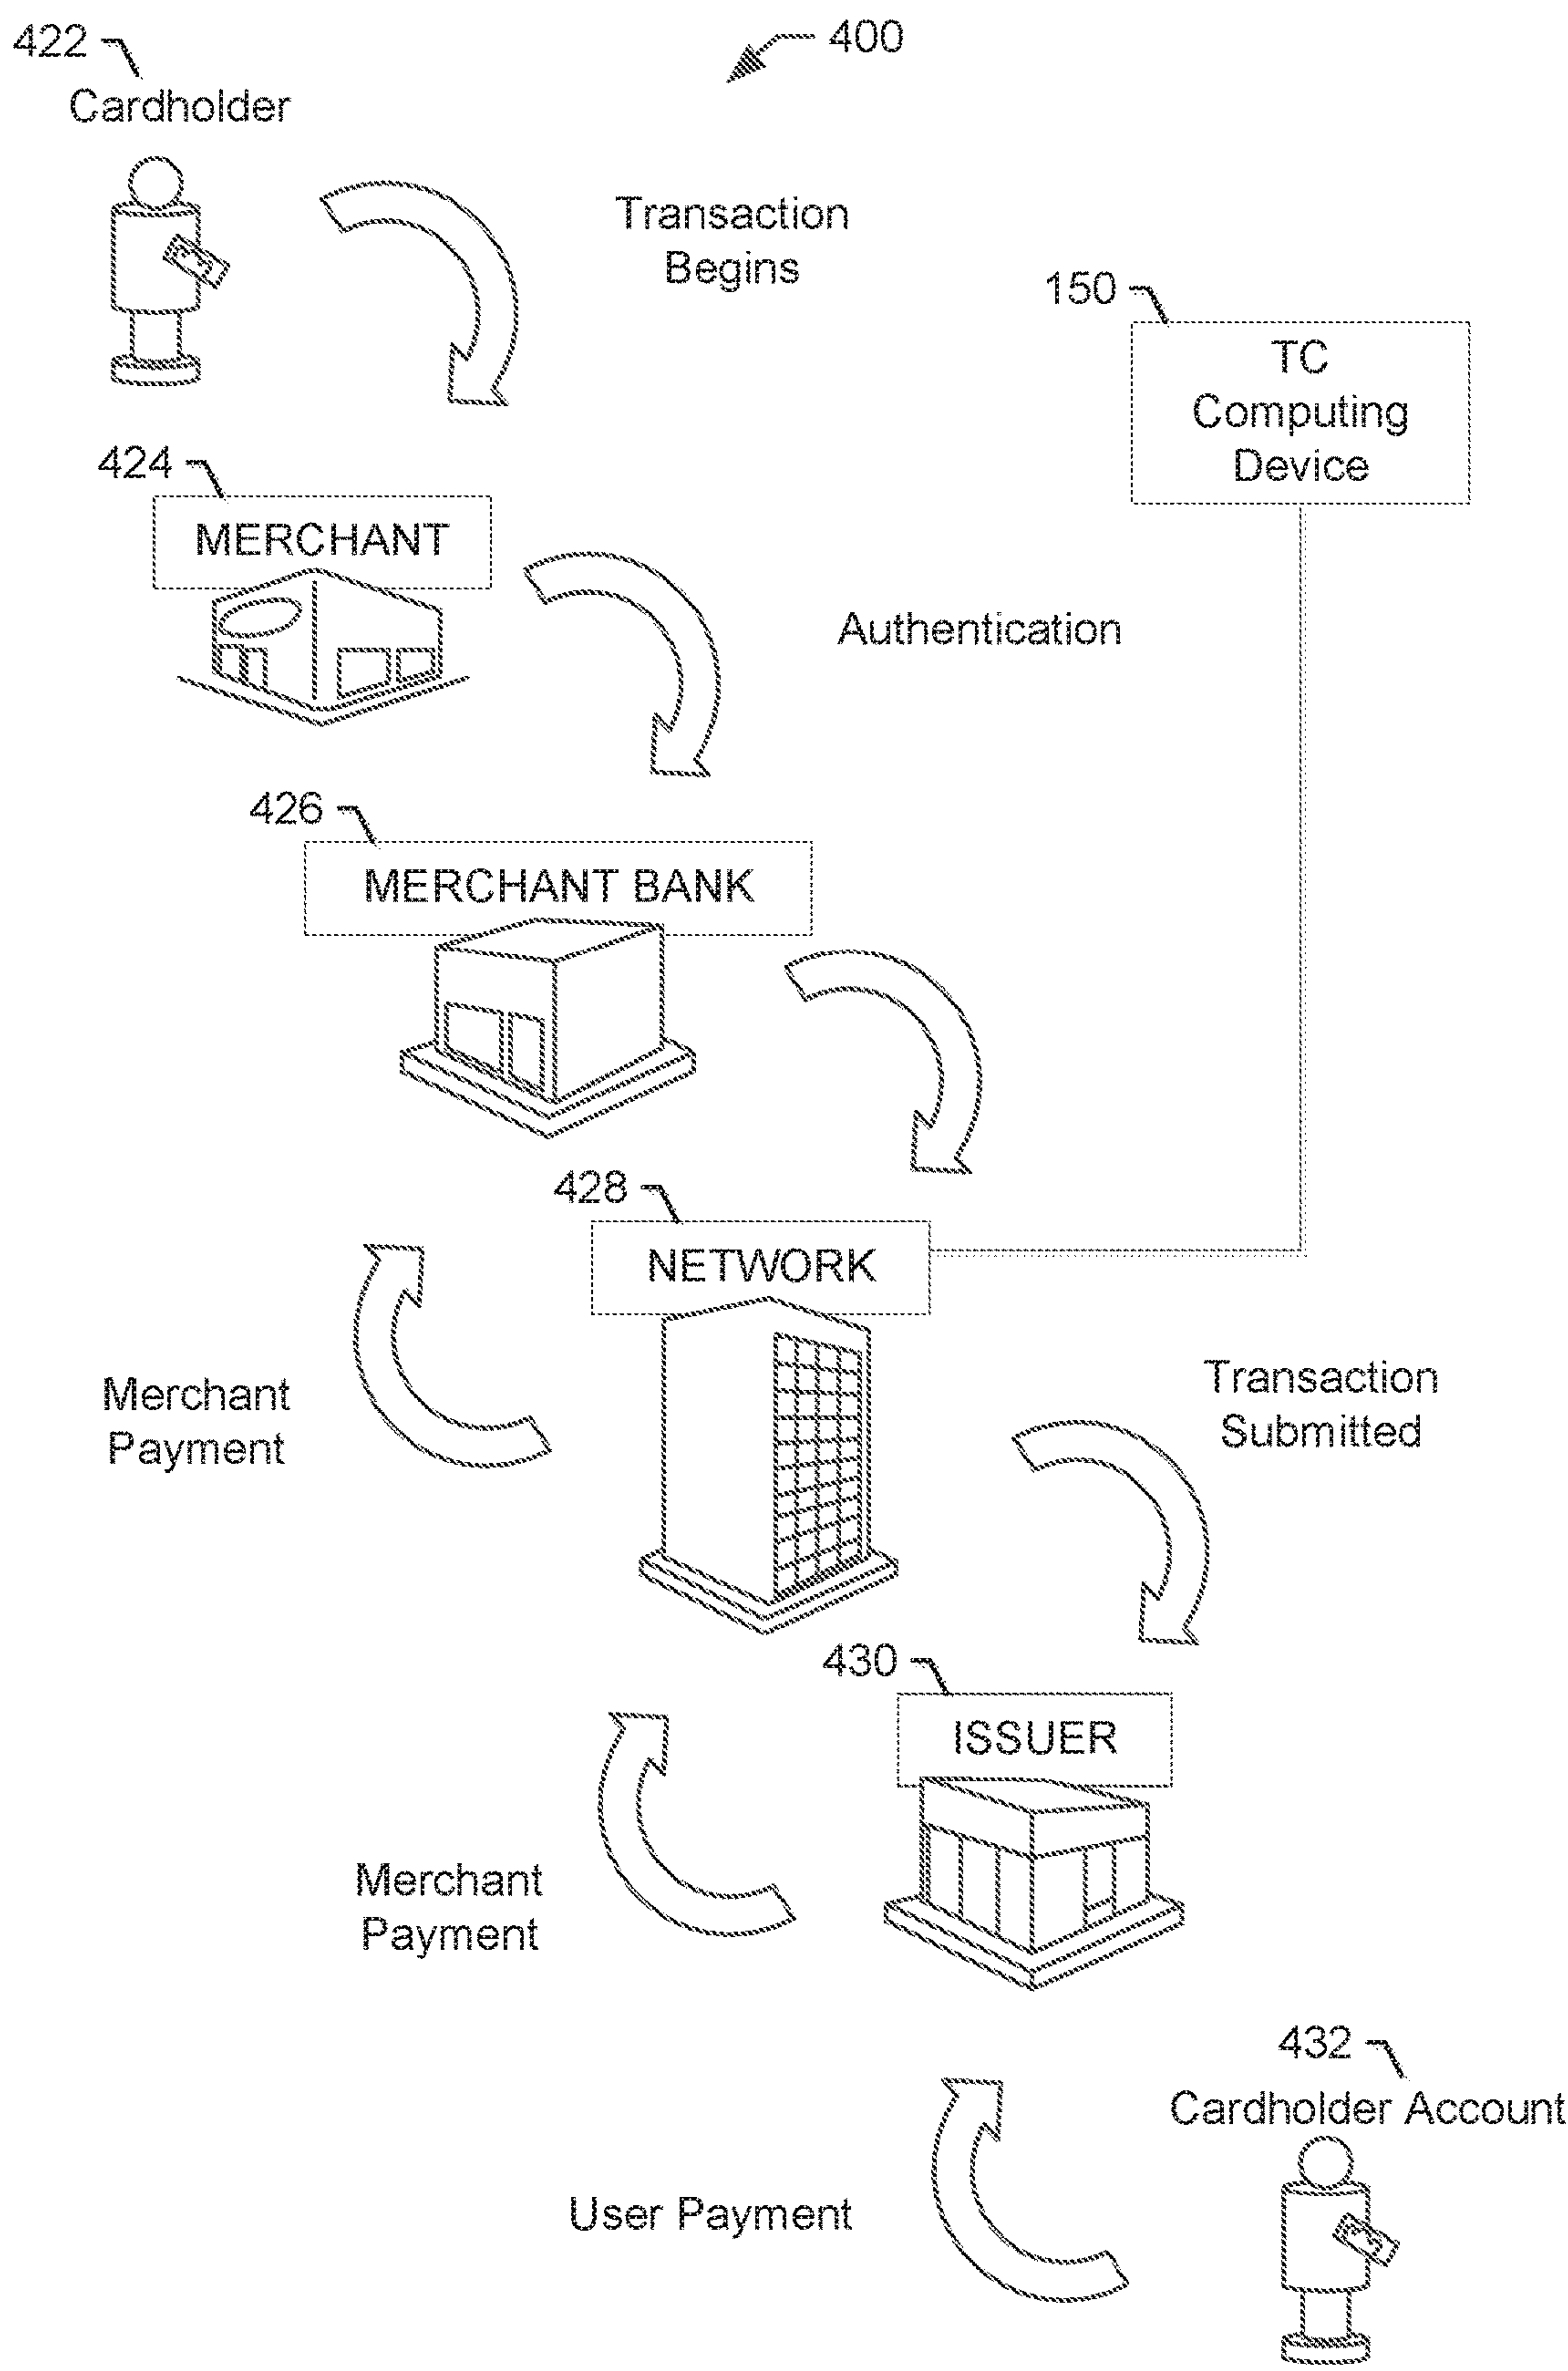 422
400
Cardholder
Transaction
Begins
150
TC
Computing
Device
424
MERCHANT
Authentication
426
MERCHANT BANK
428
NETWORK
Merchant
Payment
Transaction
Submitted
430
ISSUER
Merchant
Payment
432
Cardholder Account
User Payment